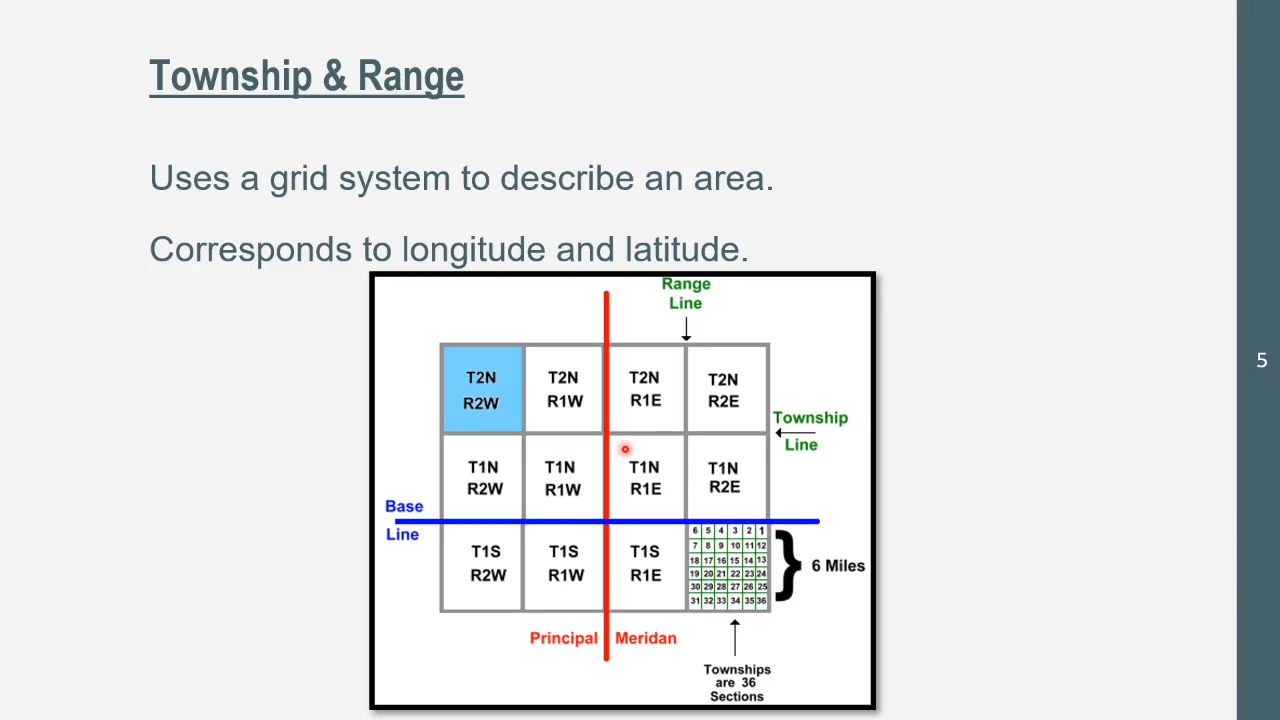 Township & Range
Uses a grid system to describe an area.
Corresponds to longitude and latitude.
5
Range
Line
T2N T2N T2N T2N
R2W R1W R1E R2E
Township
Line
T1N T1N T1N T1N
R2W R1W R1E R2E
Base
Line
T1S T1S T1S
R2W R1W R1E
6 5 4 3 2 1
7 8 9 10 11 12
18 17 16 15 14 13
19 20 21 22 23 24
30 29 28 27 26 25
31 32 33 34 35 36
6 Miles
Principal Meridan
Townships
are 36
Sections